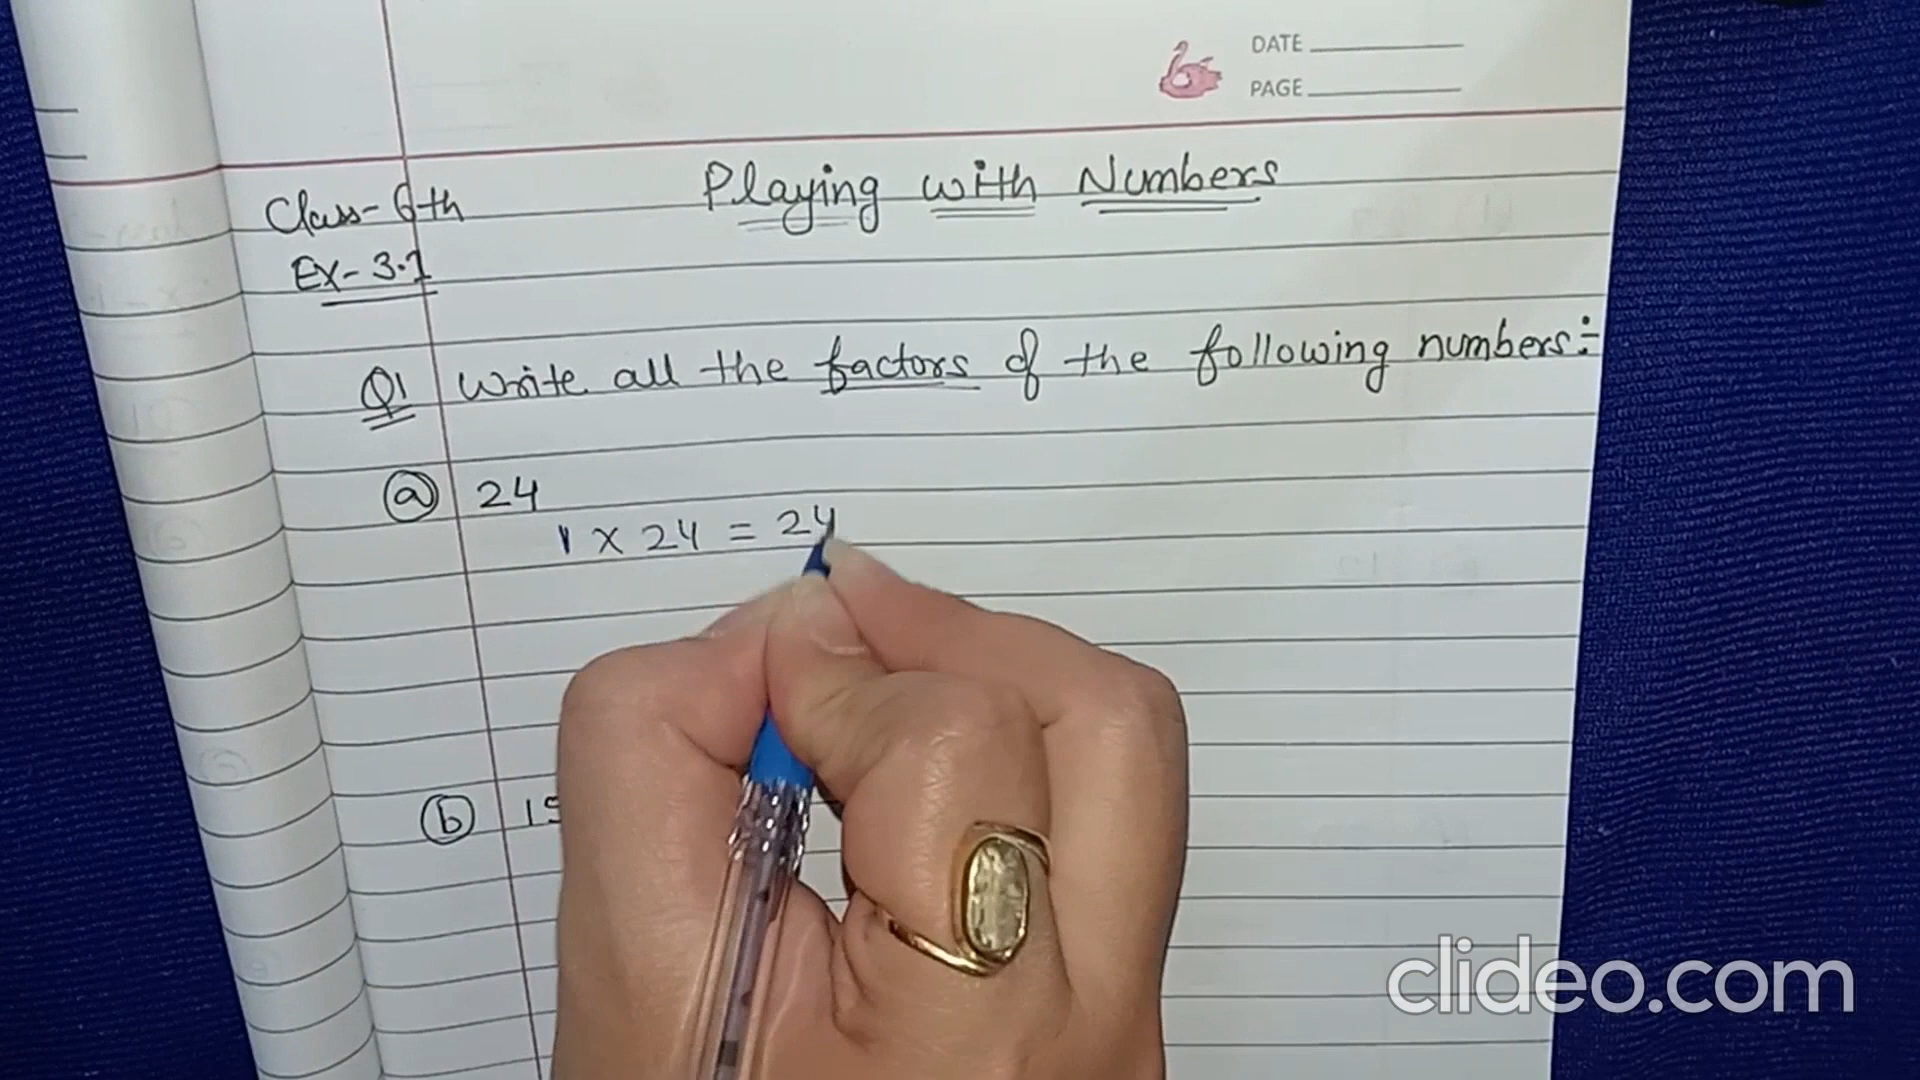 DATE
PAGE
Playing with Numbers
Class-6th
Ex-3.1
Q1 Write all the factors of the following numbers:-
(a) 24
1 x 24 = 24
(b) 15
clideo.com